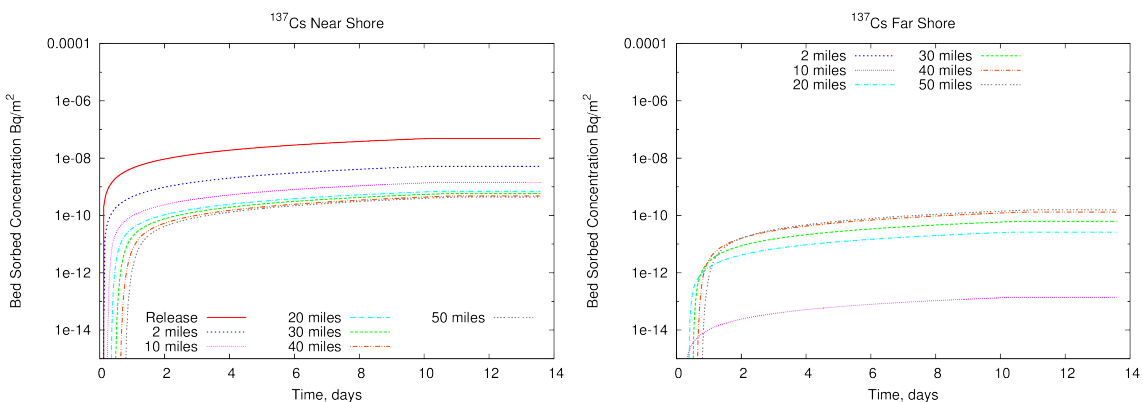 ¹³⁷Cs Near Shore
Bed Sorbed Concentration Bq/m²
0.0001
1e-06
1e-08
1e-10
1e-12
1e-14
0 2 4 6 8 10 12 14
Time, days
Release
2 miles
10 miles
20 miles
30 miles
40 miles
50 miles
¹³⁷Cs Far Shore
Bed Sorbed Concentration Bq/m²
0.0001
1e-06
1e-08
1e-10
1e-12
1e-14
0 2 4 6 8 10 12 14
Time, days
2 miles
10 miles
20 miles
30 miles
40 miles
50 miles